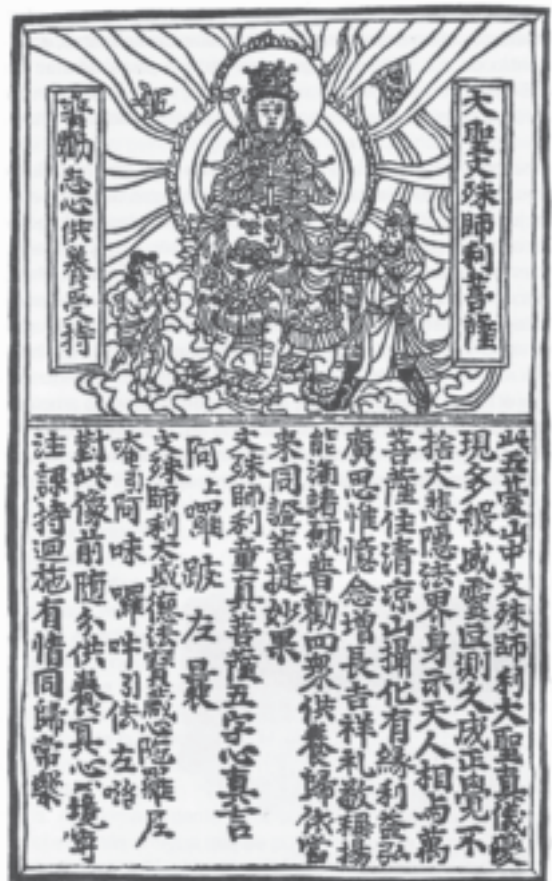 大聖文殊師利菩薩
普勸志心供養受持
此五臺山中文殊師利大聖真儀變
現多般威靈叵測久成正覺不
捨大悲隱法界身示天人相与萬
菩薩住清凉山攝化有緣利益弘
廣思惟憶念增長吉祥礼敬稱揚
能滿諸願普勸四衆供養歸依當
来同證菩提妙果
文殊師利童真菩薩五字心真言
阿上囉跛左曩
文殊師利大威德法寶藏心陁羅尼
唵引阿味囉吽引佉左咯
對此像前隨分供養冥心一境專
注課持迴施有情同歸常樂